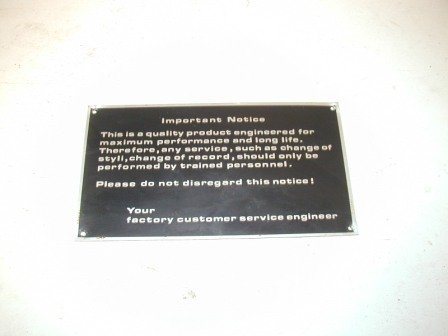 Important Notice
This is a quality product engineered for
maximum performance and long life.
Therefore, any service, such as change of
styli, change of record, should only be
performed by trained personnel.
Please do not disregard this notice!
Your
factory customer service engineer